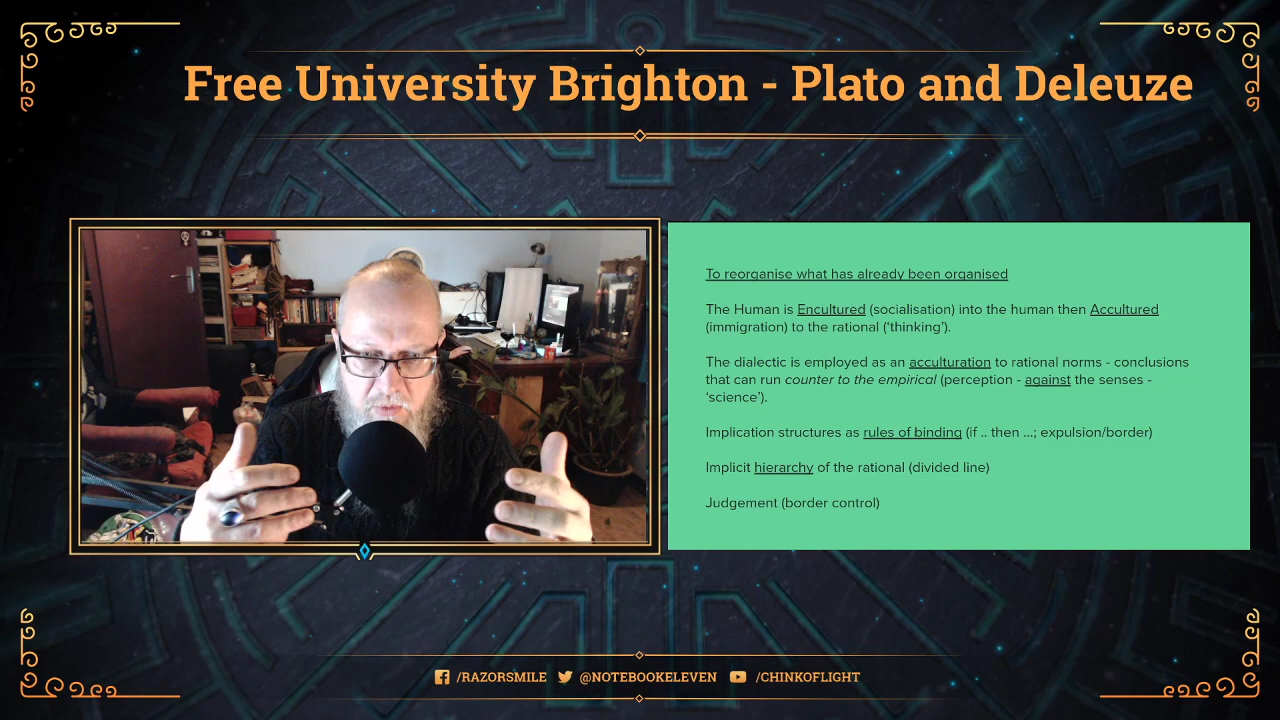 Free University Brighton - Plato and Deleuze
To reorganise what has already been organised
The Human is Encultured (socialisation) into the human then Accultured
(immigration) to the rational (‘thinking’).
The dialectic is employed as an acculturation to rational norms - conclusions
that can run counter to the empirical (perception - against the senses -
‘science’).
Implication structures as rules of binding (if .. then ...; expulsion/border)
Implicit hierarchy of the rational (divided line)
Judgement (border control)
/RAZORSMILE @NOTEBOOKELEVEN /CHINKOFLIGHT